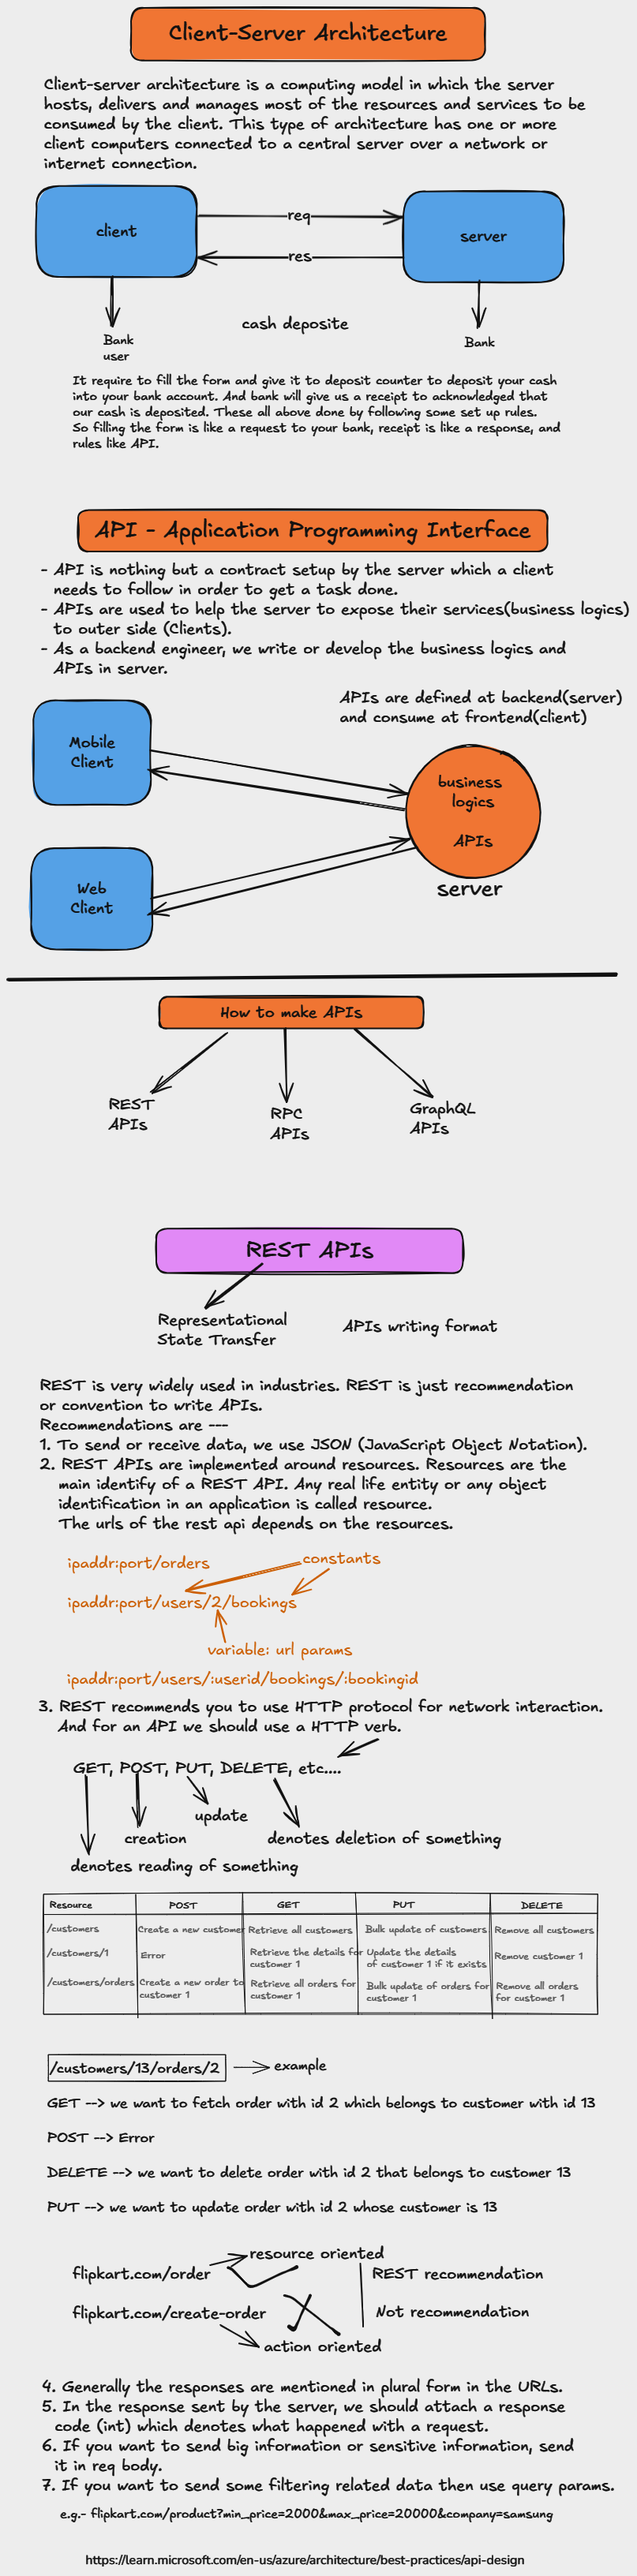 Client-Server Architecture
Client-server architecture is a computing model in which the server
hosts, delivers and manages most of the resources and services to be
consumed by the client. This type of architecture has one or more
client computers connected to a central server over a network or
internet connection.
client
req
res
server
Bank
user
cash deposite
Bank
It require to fill the form and give it to deposit counter to deposit your cash
into your bank account. And bank will give us a receipt to acknowledged that
our cash is deposited. These all above done by following some set up rules.
So filling the form is like a request to your bank, receipt is like a response, and
rules like API.
API - Application Programming Interface
- API is nothing but a contract setup by the server which a client
needs to follow in order to get a task done.
- APIs are used to help the server to expose their services(business logics)
to outer side (Clients).
- As a backend engineer, we write or develop the business logics and
APIs in server.
APIs are defined at backend(server)
and consume at frontend(client)
Mobile
Client
business
logics
APIs
server
Web
Client
How to make APIs
REST
APIs
RPC
APIs
GraphQL
APIs
REST APIs
Representational
State Transfer
APIs writing format
REST is very widely used in industries. REST is just recommendation
or convention to write APIs.
Recommendations are ---
1. To send or receive data, we use JSON (JavaScript Object Notation).
2. REST APIs are implemented around resources. Resources are the
main identify of a REST API. Any real life entity or any object
identification in an application is called resource.
The urls of the rest api depends on the resources.
ipaddr:port/orders
constants
ipaddr:port/users/2/bookings
variable: url params
ipaddr:port/users/:userid/bookings/:bookingid
3. REST recommends you to use HTTP protocol for network interaction.
And for an API we should use a HTTP verb.
GET, POST, PUT, DELETE, etc....
update
creation
denotes deletion of something
denotes reading of something
Resource POST GET PUT DELETE
/customers Create a new customer Retrieve all customers Bulk update of customers Remove all customers
/customers/1 Error Retrieve the details for customer 1 Update the details of customer 1 if it exists Remove customer 1
/customers/orders Create a new order to customer 1 Retrieve all orders for customer 1 Bulk update of orders for customer 1 Remove all orders for customer 1
/customers/13/orders/2
example
GET --> we want to fetch order with id 2 which belongs to customer with id 13
POST --> Error
DELETE --> we want to delete order with id 2 that belongs to customer 13
PUT --> we want to update order with id 2 whose customer is 13
resource oriented
flipkart.com/order
REST recommendation
flipkart.com/create-order
Not recommendation
action oriented
4. Generally the responses are mentioned in plural form in the URLs.
5. In the response sent by the server, we should attach a response
code (int) which denotes what happened with a request.
6. If you want to send big information or sensitive information, send
it in req body.
7. If you want to send some filtering related data then use query params.
e.g.- flipkart.com/product?min_price=2000&max_price=20000&company=samsung
https://learn.microsoft.com/en-us/azure/architecture/best-practices/api-design